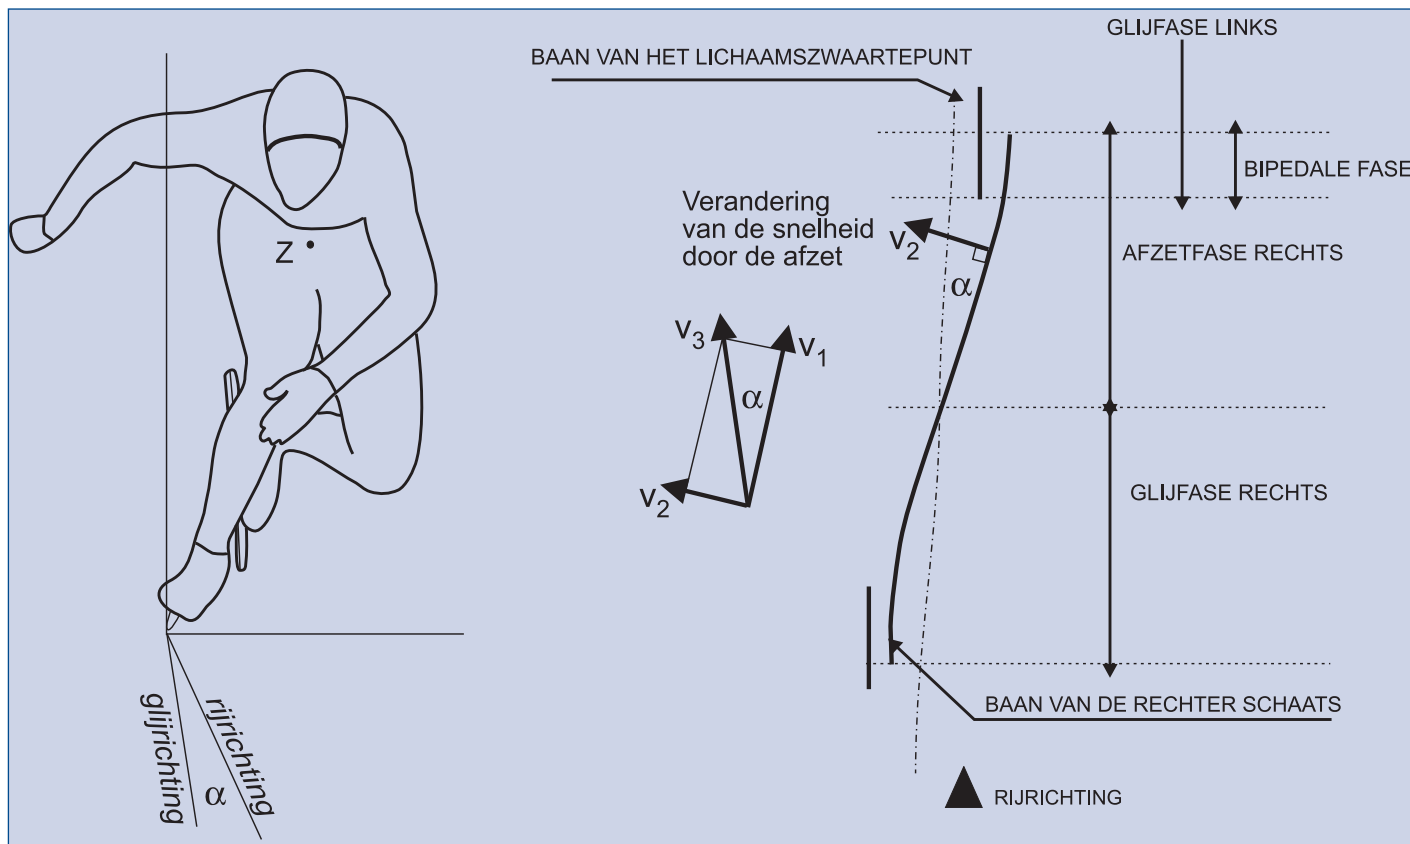 GLIJFASE LINKS
BAAN VAN HET LICHAAMSZWAARTEPUNT
BIPEDALE FASE
Verandering
van de snelheid
door de afzet
Z
V₂
AFZETFASE RECHTS
α
V₃
V₁
α
V₂
GLIJFASE RECHTS
BAAN VAN DE RECHTER SCHAATS
glijrichting
rijrichting
α
RIJRICHTING